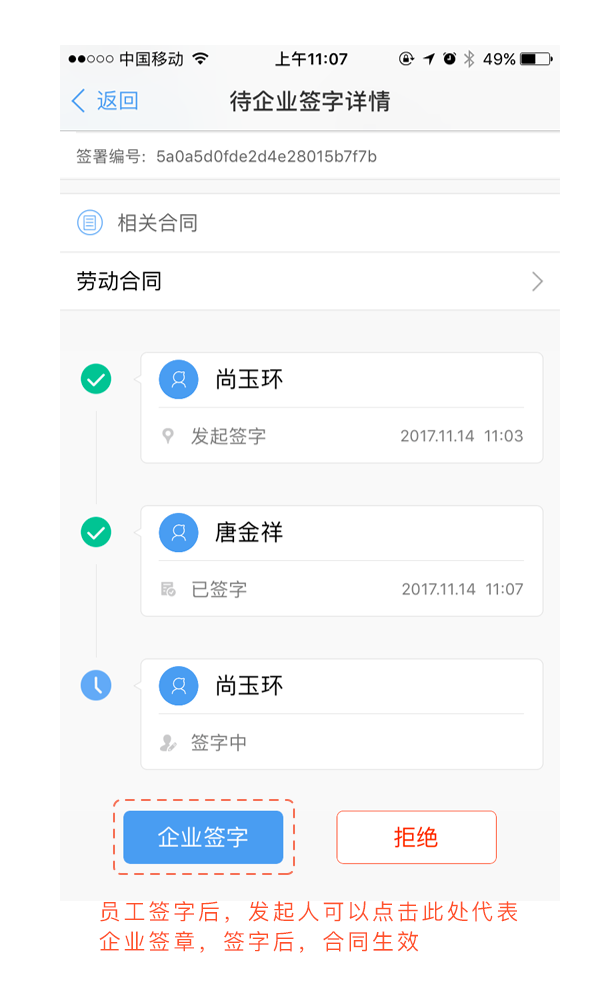 中国移动 上午11:07 49%
返回 待企业签字详情
签署编号: 5a0a5d0fde2d4e28015b7f7b
相关合同
劳动合同
尚玉环
发起签字 2017.11.14 11:03
唐金祥
已签字 2017.11.14 11:07
尚玉环
签字中
企业签字 拒绝
员工签字后，发起人可以点击此处代表
企业签章，签字后，合同生效